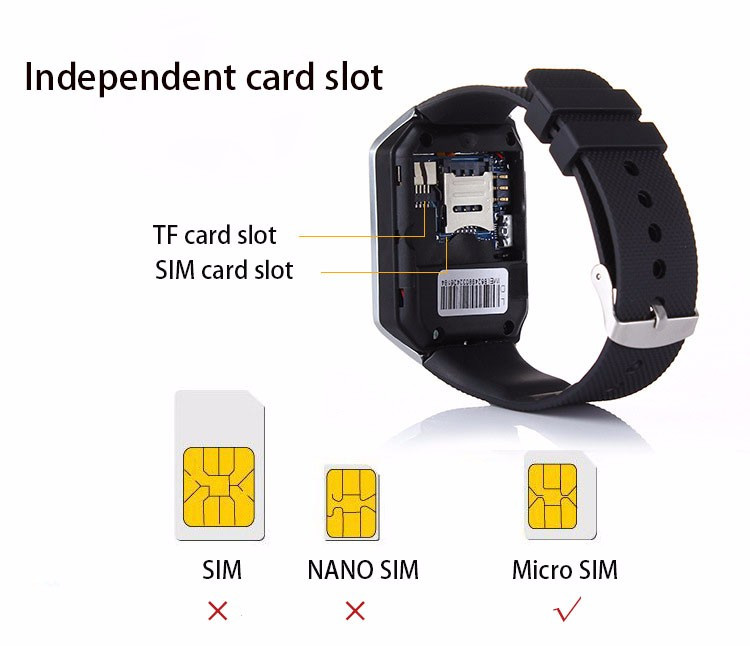 Independent card slot
TF card slot
SIM card slot
SIM
NANO SIM
Micro SIM